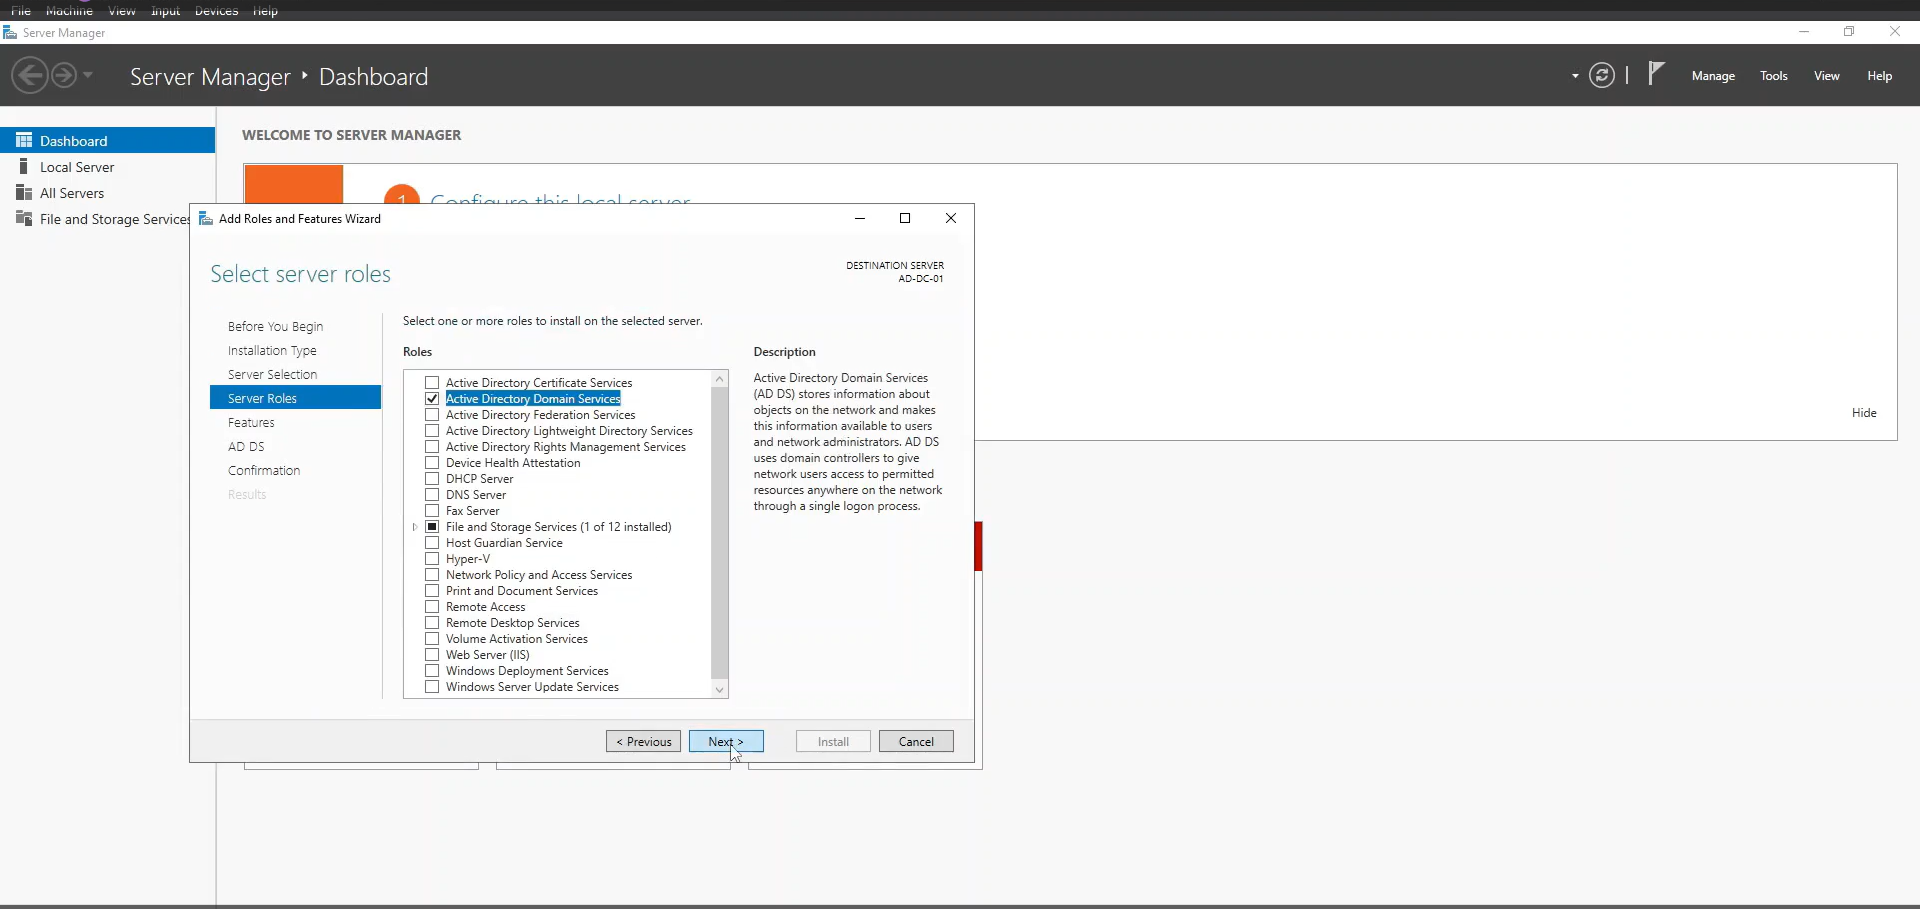 File Machine View Input Devices Help
Server Manager
Server Manager ‣ Dashboard
Manage Tools View Help
Dashboard
Local Server
All Servers
File and Storage Services
WELCOME TO SERVER MANAGER
1 Configure this local server
Hide
Add Roles and Features Wizard
Select server roles
DESTINATION SERVER
AD-DC-01
Before You Begin
Installation Type
Server Selection
Server Roles
Features
AD DS
Confirmation
Results
Select one or more roles to install on the selected server.
Roles
Active Directory Certificate Services
Active Directory Domain Services
Active Directory Federation Services
Active Directory Lightweight Directory Services
Active Directory Rights Management Services
Device Health Attestation
DHCP Server
DNS Server
Fax Server
File and Storage Services (1 of 12 installed)
Host Guardian Service
Hyper-V
Network Policy and Access Services
Print and Document Services
Remote Access
Remote Desktop Services
Volume Activation Services
Web Server (IIS)
Windows Deployment Services
Windows Server Update Services
Description
Active Directory Domain Services
(AD DS) stores information about
objects on the network and makes
this information available to users
and network administrators. AD DS
uses domain controllers to give
network users access to permitted
resources anywhere on the network
through a single logon process.
< Previous
Next >
Install
Cancel